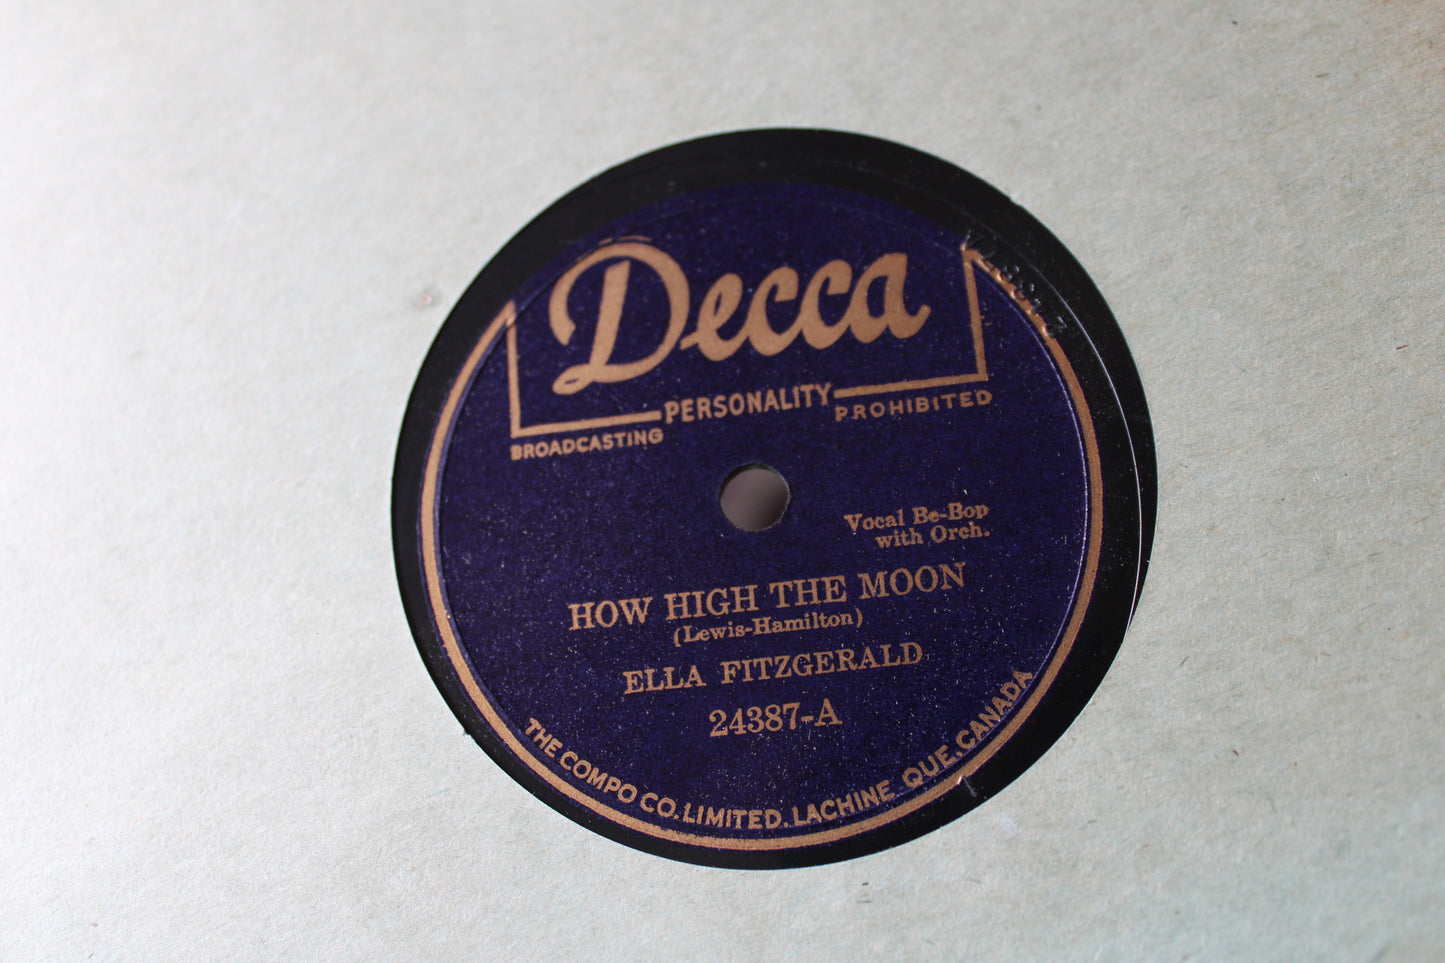 Decca
PERSONALITY
BROADCASTING PROHIBITED
Vocal Be-Bop
with Orch.
HOW HIGH THE MOON
(Lewis-Hamilton)
ELLA FITZGERALD
24387-A
THE COMPO CO. LIMITED. LACHINE QUE. CANADA